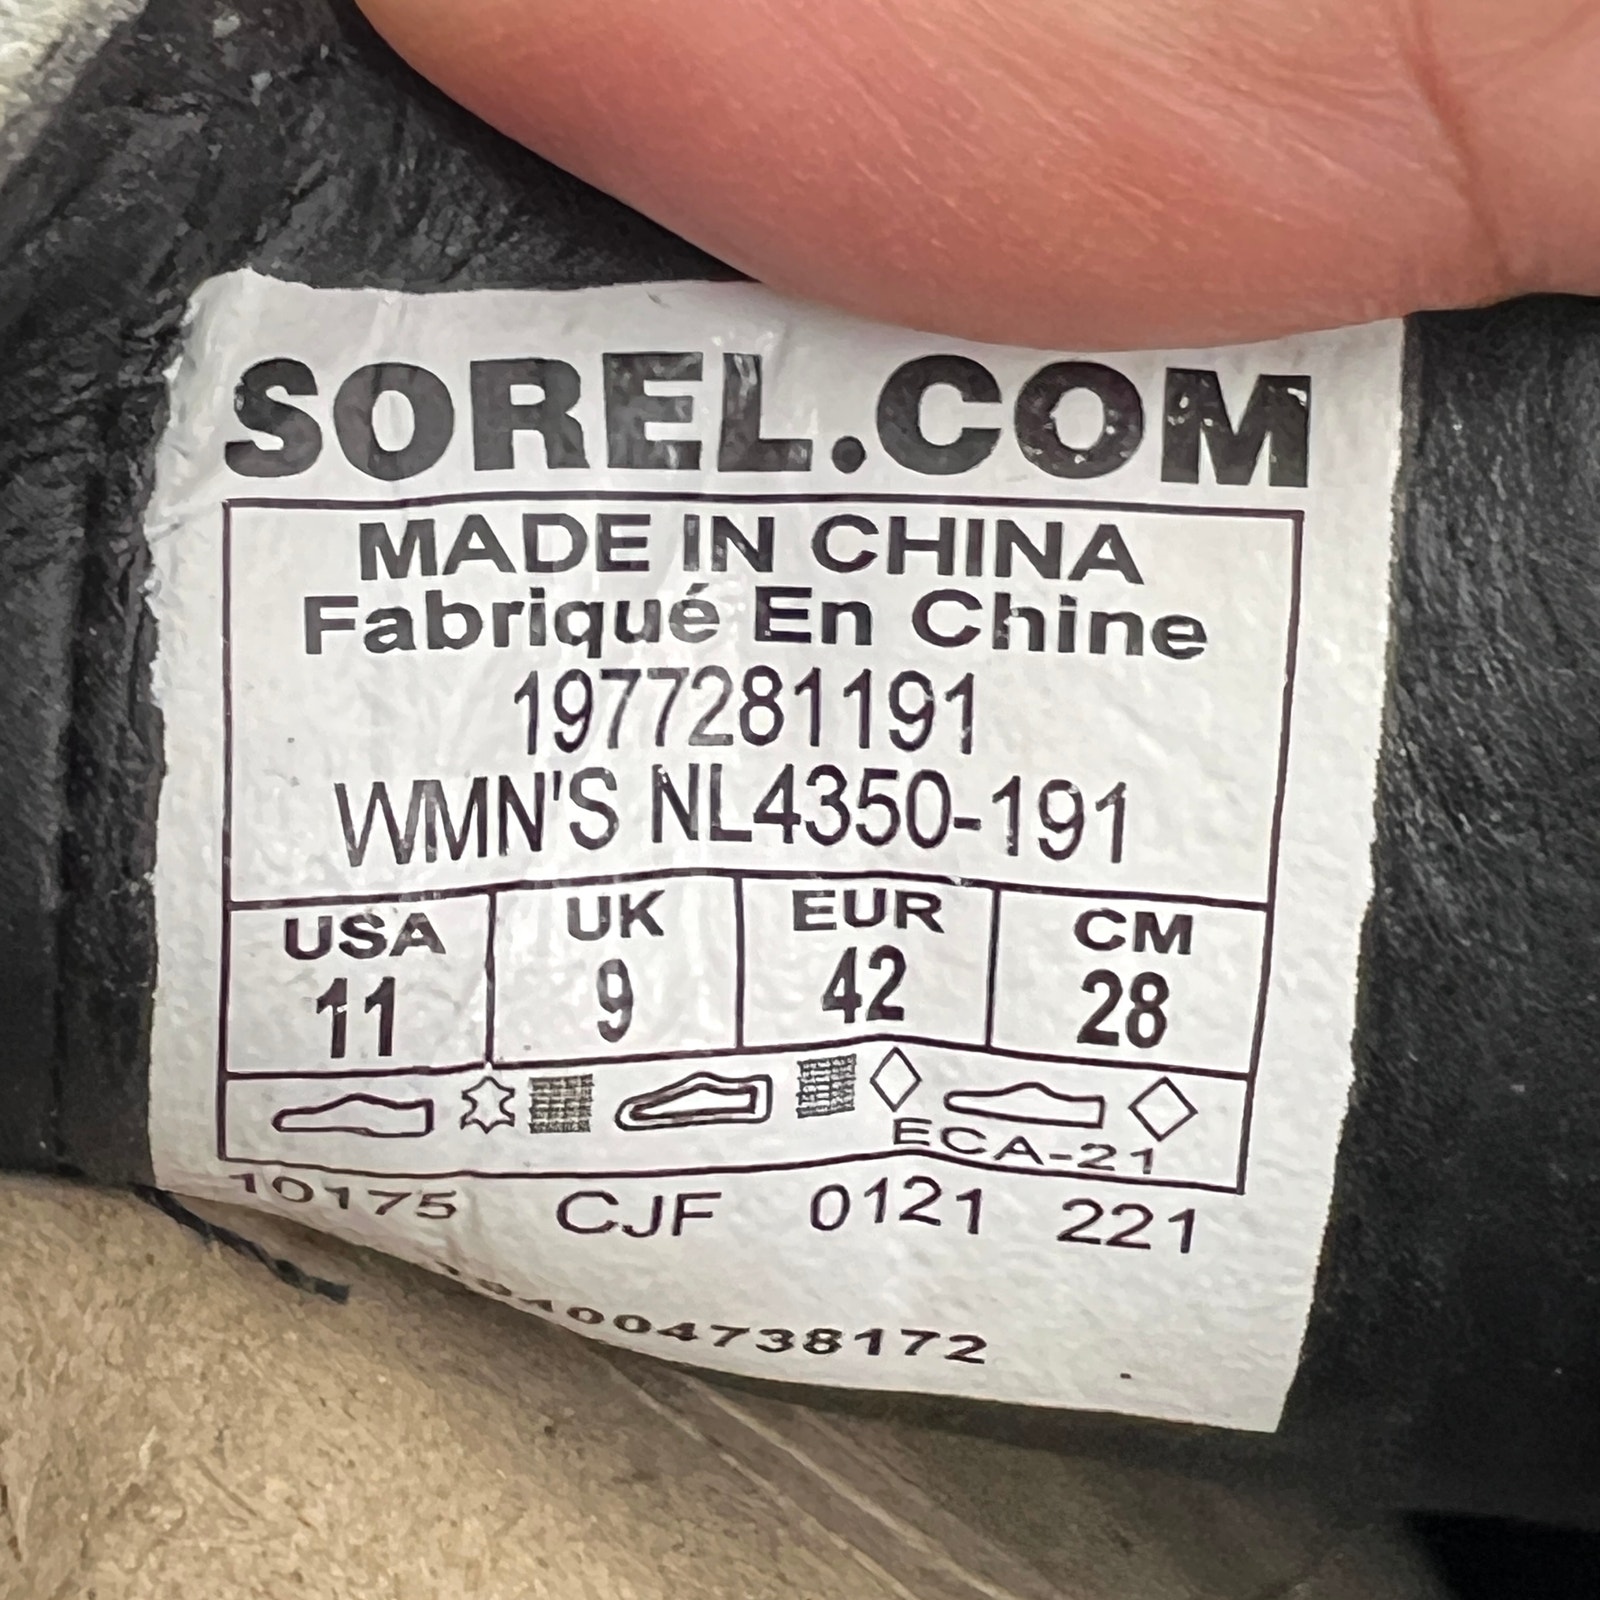 SOREL.COM
MADE IN CHINA
Fabriqué En Chine
1977281191
WMN'S NL4350-191
USA UK EUR CM
11 9 42 28
ECA-21
10175 CJF 0121 221